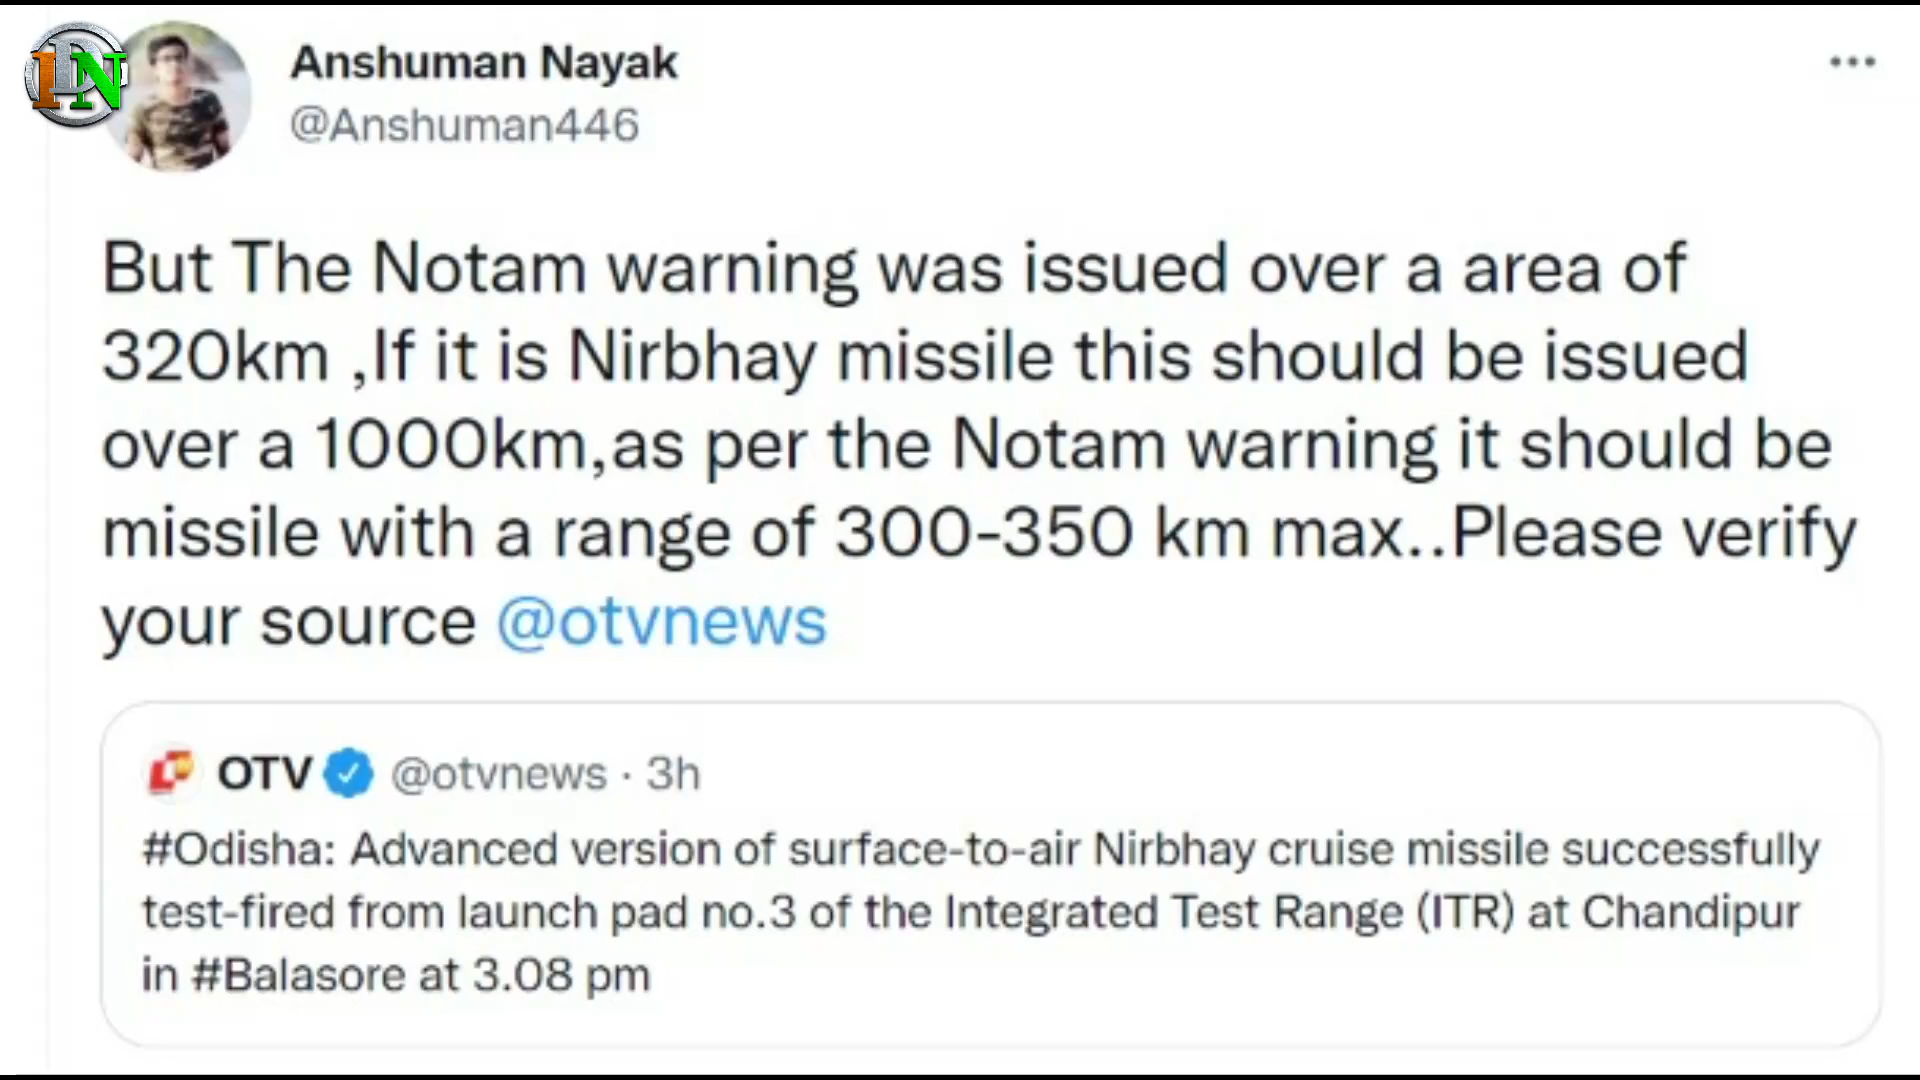 IDN
Anshuman Nayak
@Anshuman446
But The Notam warning was issued over a area of
320km ,If it is Nirbhay missile this should be issued
over a 1000km,as per the Notam warning it should be
missile with a range of 300-350 km max..Please verify
your source @otvnews
OTV @otvnews · 3h
#Odisha: Advanced version of surface-to-air Nirbhay cruise missile successfully
test-fired from launch pad no.3 of the Integrated Test Range (ITR) at Chandipur
in #Balasore at 3.08 pm